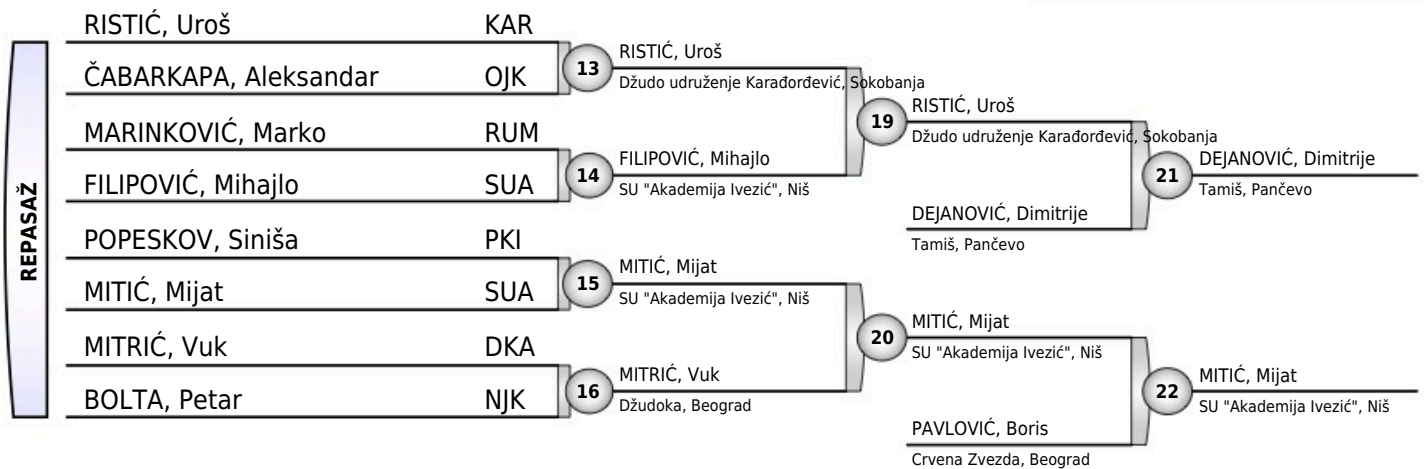 REPASAŽ
RISTIĆ, Uroš KAR
ČABARKAPA, Aleksandar OJK
MARINKOVIĆ, Marko RUM
FILIPOVIĆ, Mihajlo SUA
POPESKOV, Siniša PKI
MITIĆ, Mijat SUA
MITRIĆ, Vuk DKA
BOLTA, Petar NJK
13
RISTIĆ, Uroš
Džudo udruženje Karađorđević, Sokobanja
14
FILIPOVIĆ, Mihajlo
SU "Akademija Ivezić", Niš
15
MITIĆ, Mijat
SU "Akademija Ivezić", Niš
16
MITRIĆ, Vuk
Džudoka, Beograd
19
RISTIĆ, Uroš
Džudo udruženje Karađorđević, Sokobanja
DEJANOVIĆ, Dimitrije
Tamiš, Pančevo
20
MITIĆ, Mijat
SU "Akademija Ivezić", Niš
PAVLOVIĆ, Boris
Crvena Zvezda, Beograd
21
DEJANOVIĆ, Dimitrije
Tamiš, Pančevo
22
MITIĆ, Mijat
SU "Akademija Ivezić", Niš